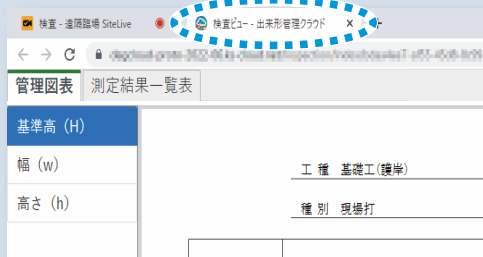 検査 - 遠隔臨場 SiteLive
検査ビュー - 出来形管理クラウド
管理図表 測定結果一覧表
基準高 (H)
幅 (w)
高さ (h)
工 種 基礎工(護岸)
種 別 現場打